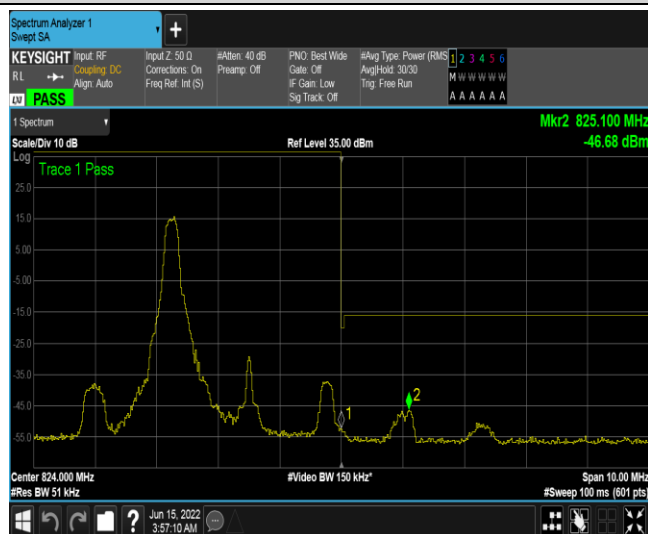 Spectrum Analyzer 1
Swept SA
+
KEYSIGHT
RL
LXI PASS
Input: RF
Coupling: DC
Align: Auto
Input Z: 50 Ω
Corrections: On
Freq Ref: Int (S)
#Atten: 40 dB
Preamp: Off
PNO: Best Wide
Gate: Off
IF Gain: Low
Sig Track: Off
#Avg Type: Power (RMS
Avg|Hold: 30/30
Trig: Free Run
1 2 3 4 5 6
M W W W W W
A A A A A A
1 Spectrum
Mkr2 825.100 MHz
Scale/Div 10 dB
Ref Level 35.00 dBm
-46.68 dBm
Log
Trace 1 Pass
25.0
15.0
5.00
-5.00
-15.0
-25.0
-35.0
-45.0
-55.0
1
2
Center 824.000 MHz
#Video BW 150 kHz*
Span 10.00 MHz
#Res BW 51 kHz
#Sweep 100 ms (601 pts)
?
Jun 15, 2022
3:57:10 AM